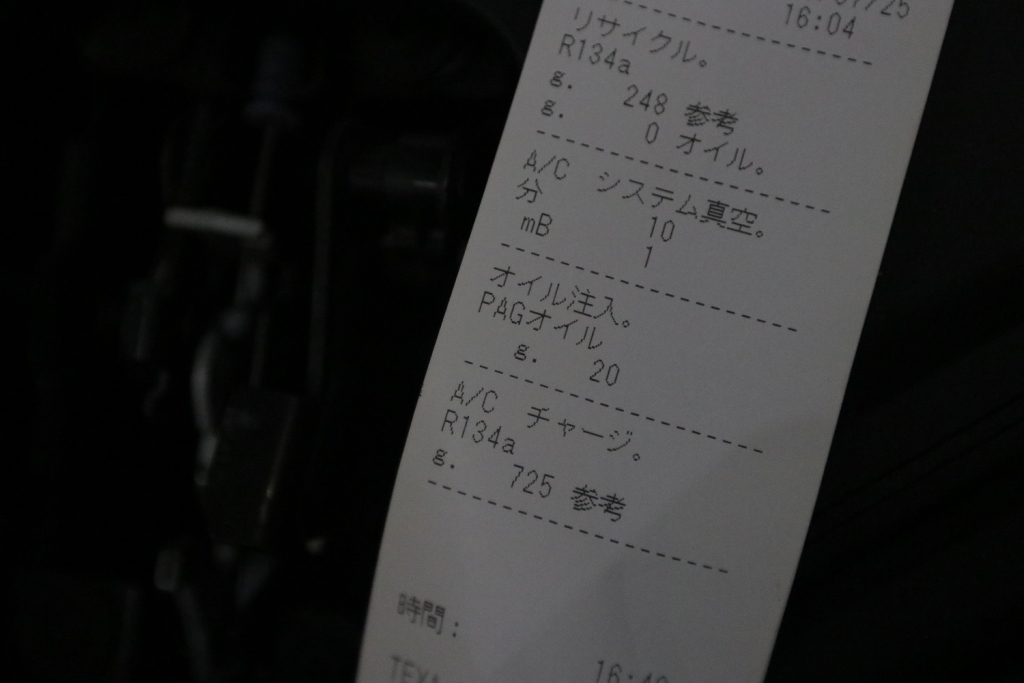 16:04
リサイクル。
R134a
g. 248 参考
g. 0 オイル。
A/C システム真空。
分 10
mB 1
オイル注入。
PAGオイル
g. 20
A/C チャージ。
R134a
g. 725 参考
時間: